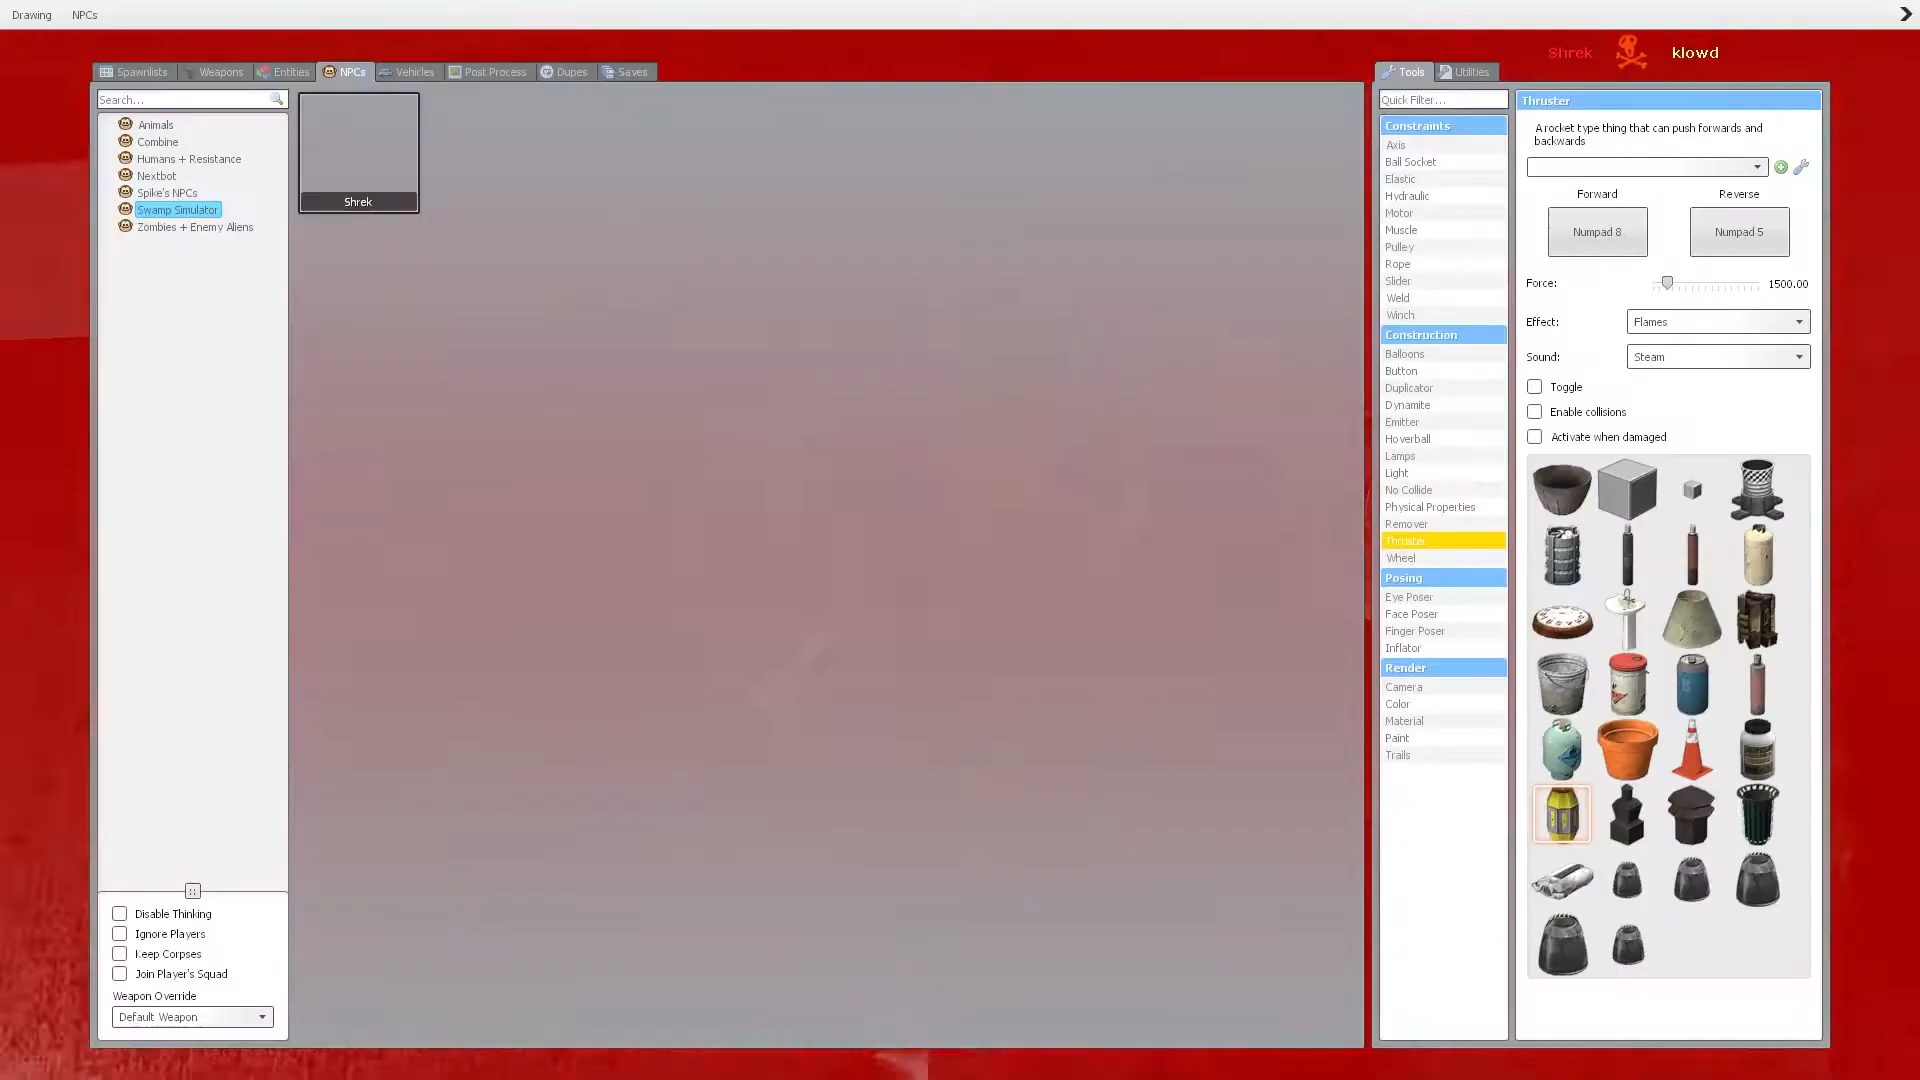 Drawing NPCs
Shrek klowd
Spawnlists Weapons Entities NPCs Vehicles Post Process Dupes Saves
Search...
Animals
Combine
Humans + Resistance
Nextbot
Spike's NPCs
Swamp Simulator
Zombies + Enemy Aliens
Shrek
Disable Thinking
Ignore Players
Keep Corpses
Join Player's Squad
Weapon Override
Default Weapon
Tools Utilities
Quick Filter...
Constraints
Axis
Ball Socket
Elastic
Hydraulic
Motor
Muscle
Pulley
Rope
Slider
Weld
Winch
Construction
Balloons
Button
Duplicator
Dynamite
Emitter
Hoverball
Lamps
Light
No Collide
Physical Properties
Remover
Thruster
Wheel
Posing
Eye Poser
Face Poser
Finger Poser
Inflator
Render
Camera
Color
Material
Paint
Trails
Thruster
A rocket type thing that can push forwards and
backwards
Forward Reverse
Numpad 8 Numpad 5
Force: 1500.00
Effect: Flames
Sound: Steam
Toggle
Enable collisions
Activate when damaged